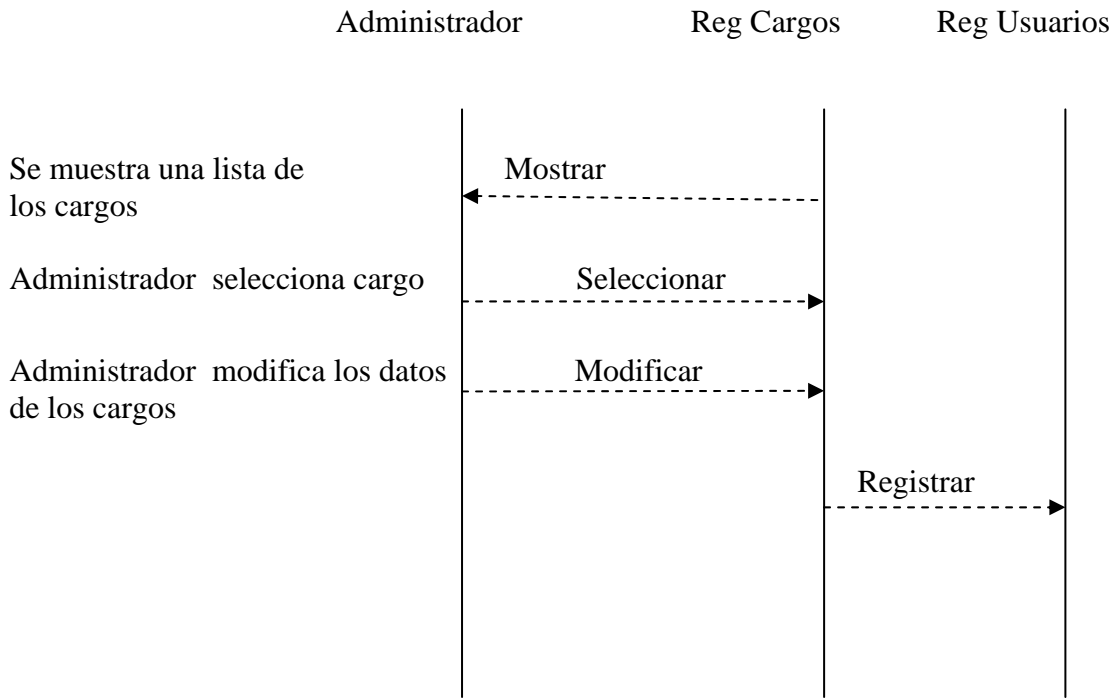 Administrador Reg Cargos Reg Usuarios
Se muestra una lista de
los cargos
Mostrar
Administrador selecciona cargo
Seleccionar
Administrador modifica los datos
de los cargos
Modificar
Registrar